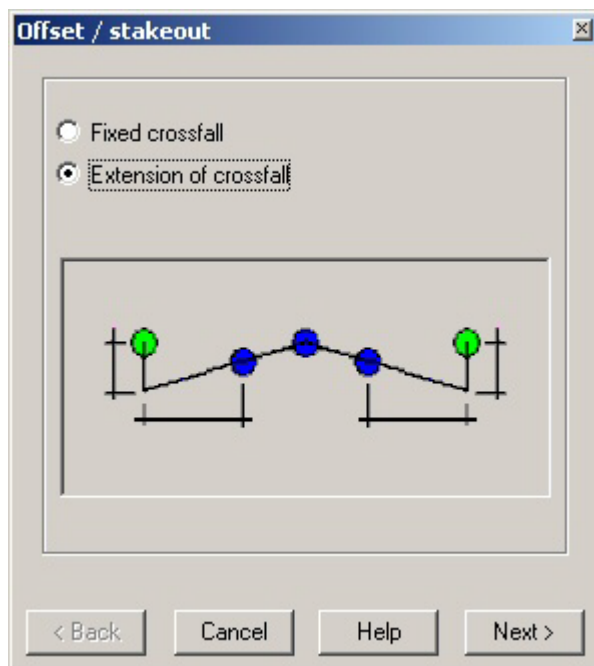 Offset / stakeout
Fixed crossfall
Extension of crossfall
< Back
Cancel
Help
Next >